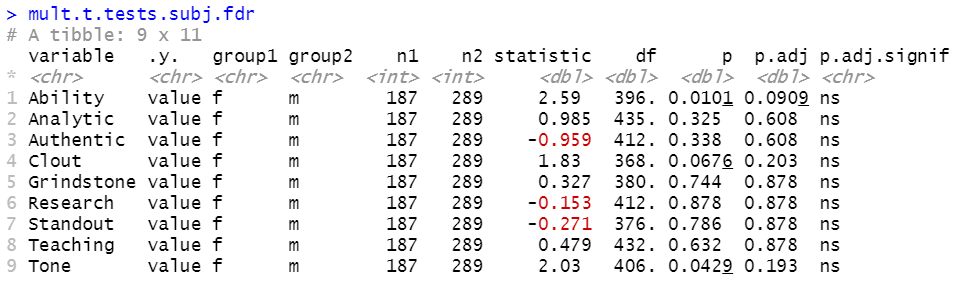 > mult.t.tests.subj.fdr
# A tibble: 9 x 11
  variable   .y.   group1 group2    n1    n2 statistic    df      p  p.adj p.adj.signif
* <chr>      <chr> <chr>  <chr>  <int> <int>     <dbl> <dbl>  <dbl>  <dbl> <chr>
1 Ability    value f      m        187   289     2.59   396. 0.0101 0.0909 ns
2 Analytic   value f      m        187   289     0.985  435. 0.325  0.608  ns
3 Authentic  value f      m        187   289    -0.959  412. 0.338  0.608  ns
4 Clout      value f      m        187   289     1.83   368. 0.0676 0.203  ns
5 Grindstone value f      m        187   289     0.327  380. 0.744  0.878  ns
6 Research   value f      m        187   289    -0.153  412. 0.878  0.878  ns
7 Standout   value f      m        187   289    -0.271  376. 0.786  0.878  ns
8 Teaching   value f      m        187   289     0.479  432. 0.632  0.878  ns
9 Tone       value f      m        187   289     2.03   406. 0.0429 0.193  ns